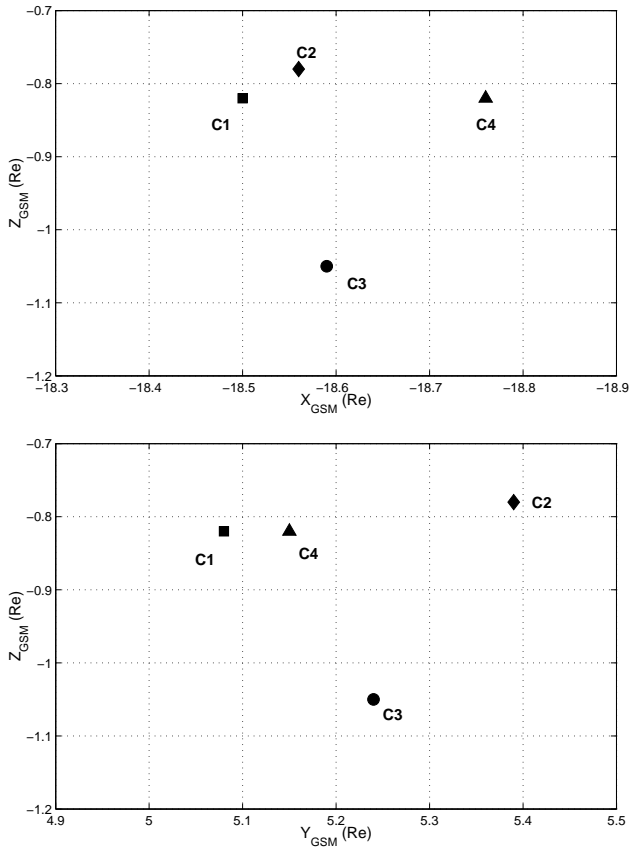 −0.7
C2
−0.8
C1
C4
−0.9
Z_GSM (Re)
−1
C3
−1.1
−1.2
−18.3 −18.4 −18.5 −18.6 −18.7 −18.8 −18.9
X_GSM (Re)
−0.7
C2
−0.8
C1
C4
−0.9
Z_GSM (Re)
−1
C3
−1.1
−1.2
4.9 5 5.1 5.2 5.3 5.4 5.5
Y_GSM (Re)